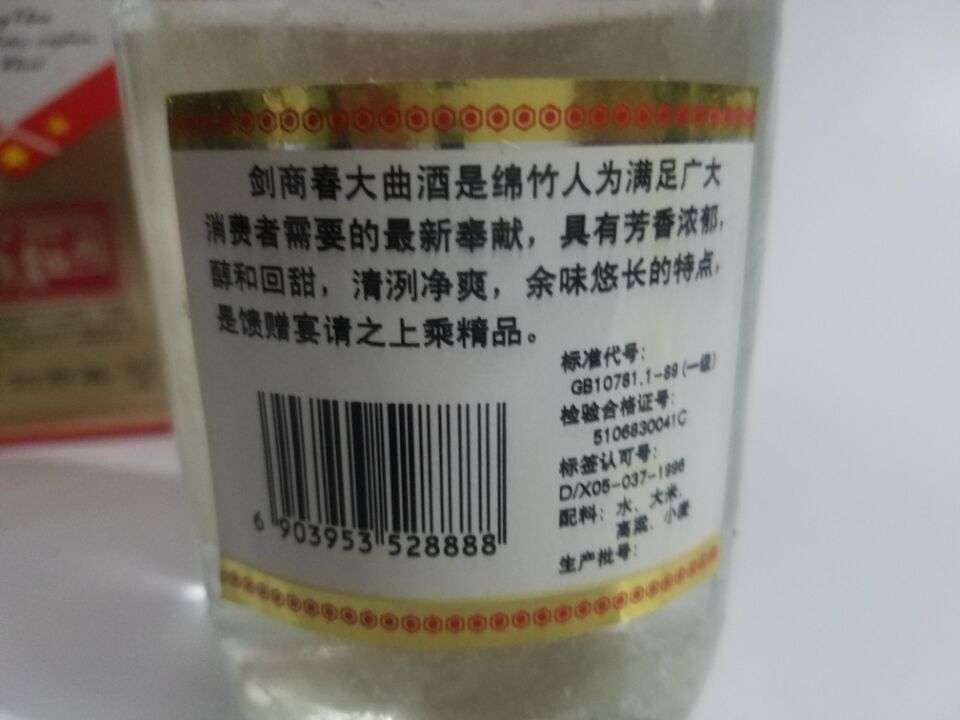 剑商春大曲酒是绵竹人为满足广大
消费者需要的最新奉献，具有芳香浓郁，
醇和回甜，清洌净爽，余味悠长的特点，
是馈赠宴请之上乘精品。
标准代号：
GB10781.1-89(一级)
检验合格证号：
5106830041C
标签认可号：
D/X05-037-1996
配料：水、大米、
高粱、小麦
生产批号：
6 903953 528888